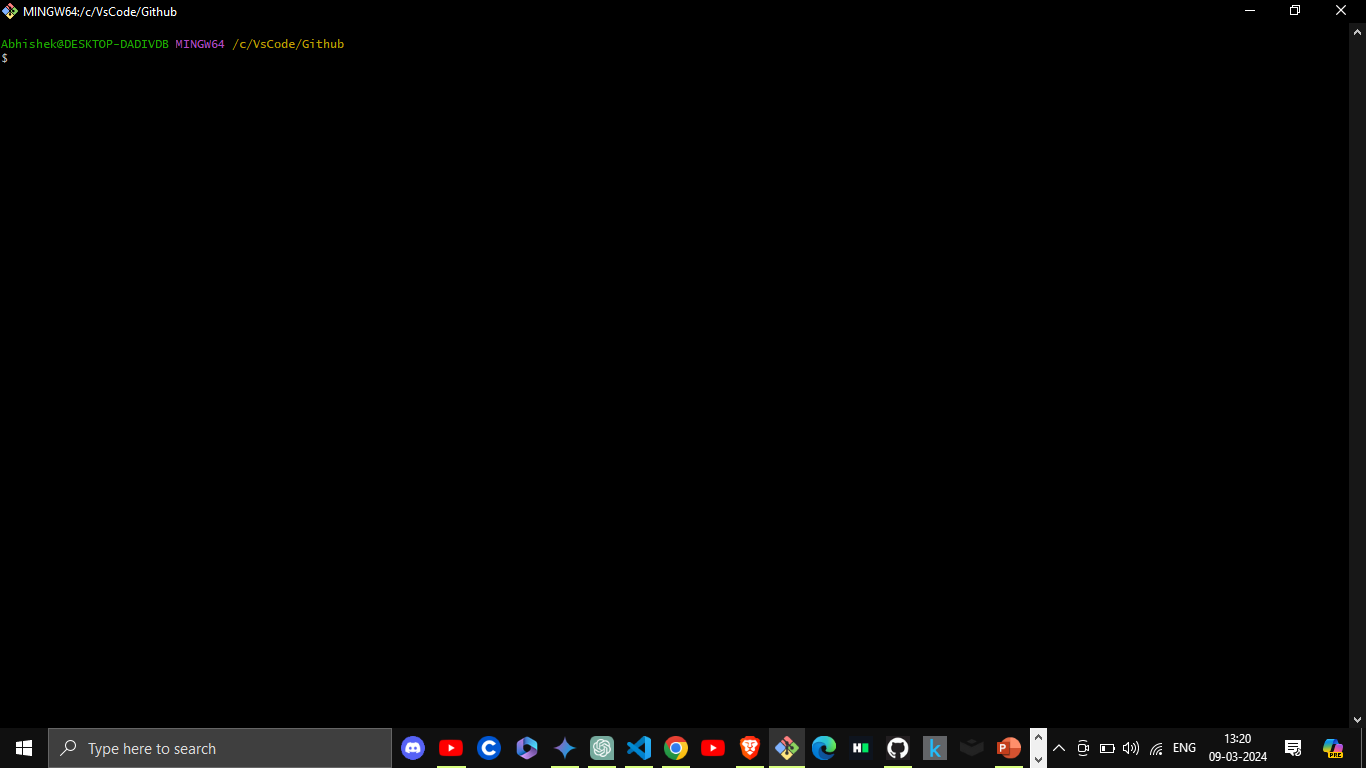 MINGW64:/c/VsCode/Github
Abhishek@DESKTOP-DADIVDB MINGW64 /c/VsCode/Github
$
Type here to search
ENG
13:20
09-03-2024
PRE